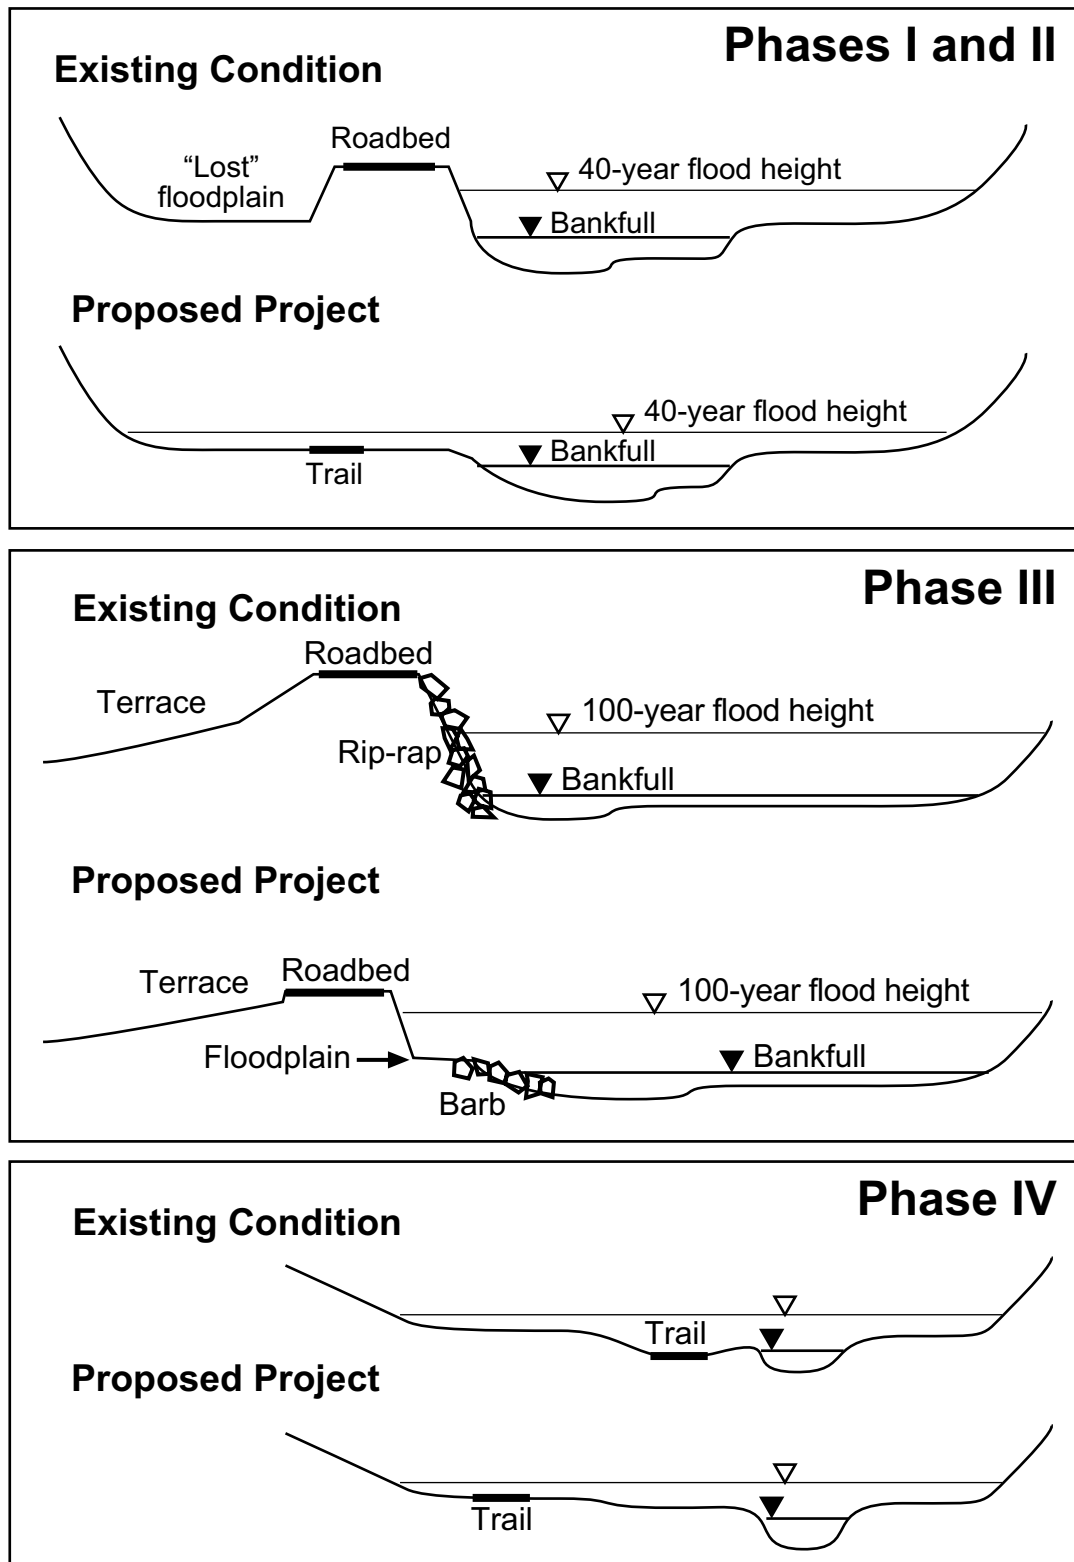 Phases I and II
Existing Condition
Roadbed
“Lost”
floodplain
40-year flood height
Bankfull
Proposed Project
40-year flood height
Bankfull
Trail
Phase III
Existing Condition
Roadbed
Terrace
100-year flood height
Rip-rap
Bankfull
Proposed Project
Terrace
Roadbed
100-year flood height
Floodplain
Bankfull
Barb
Phase IV
Existing Condition
Trail
Proposed Project
Trail